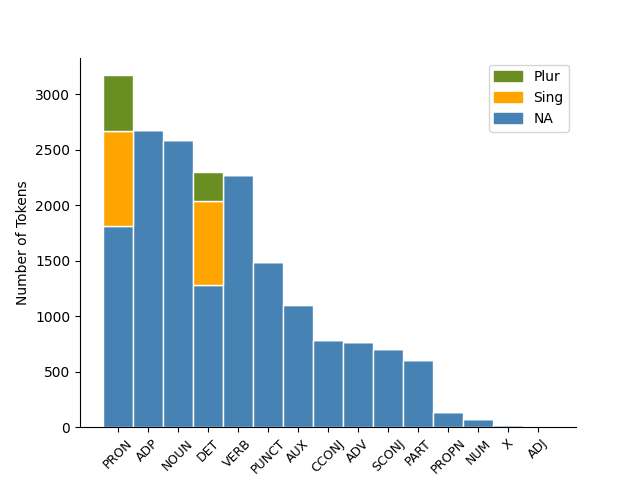 Plur
Sing
NA
Number of Tokens
3000
2500
2000
1500
1000
500
0
PRON ADP NOUN DET VERB PUNCT AUX CCONJ ADV SCONJ PART PROPN NUM X ADJ